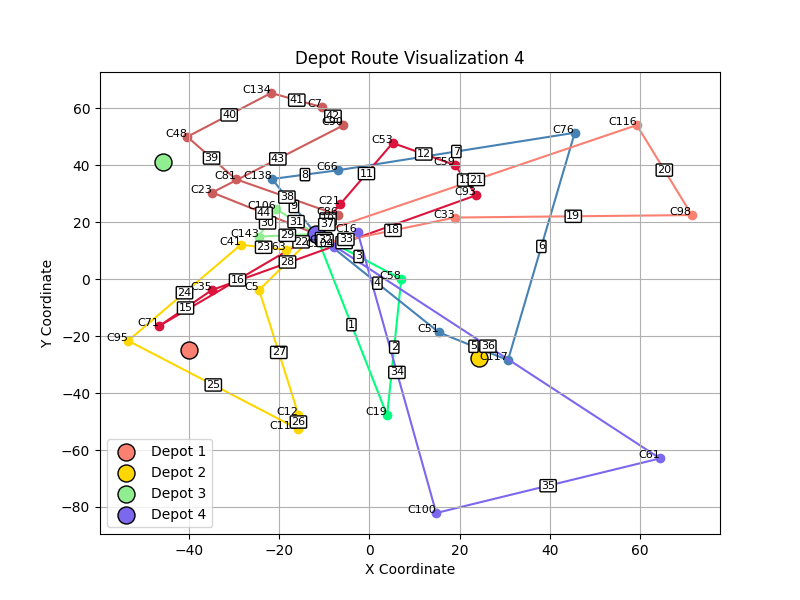 Depot Route Visualization 4
Y Coordinate
60
40
20
0
−20
−40
−60
−80
−40
−20
0
20
40
60
X Coordinate
C134
41
C7
42
C90
40
C48
39
43
C81
C23
C138
C66
8
7
C76
C116
C53
12
C59
11
21
C93
20
C98
C21
38
9
C106
44
30
31
C86
37
C33
19
18
C16
C143
29
32
33
22
C41
23
3
28
16
C58
4
C35
C5
24
15
C71
1
C95
2
27
C51
5
36
C117
6
34
25
C12
26
C11
C19
C61
35
C100
Depot 1
Depot 2
Depot 3
Depot 4